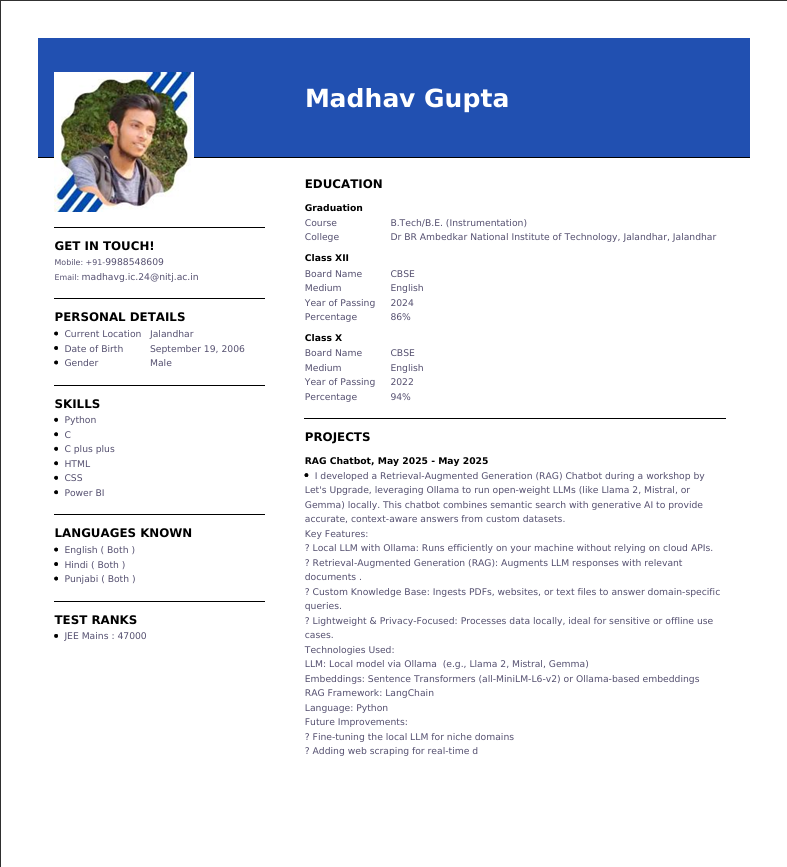 Madhav Gupta
GET IN TOUCH!
Mobile: +91-9988548609
Email: madhavg.ic.24@nitj.ac.in
PERSONAL DETAILS
Current Location Jalandhar
Date of Birth September 19, 2006
Gender Male
SKILLS
Python
C
C plus plus
HTML
CSS
Power BI
LANGUAGES KNOWN
English ( Both )
Hindi ( Both )
Punjabi ( Both )
TEST RANKS
JEE Mains : 47000
EDUCATION
Graduation
Course B.Tech/B.E. (Instrumentation)
College Dr BR Ambedkar National Institute of Technology, Jalandhar, Jalandhar
Class XII
Board Name CBSE
Medium English
Year of Passing 2024
Percentage 86%
Class X
Board Name CBSE
Medium English
Year of Passing 2022
Percentage 94%
PROJECTS
RAG Chatbot, May 2025 - May 2025
I developed a Retrieval-Augmented Generation (RAG) Chatbot during a workshop by
Let's Upgrade, leveraging Ollama to run open-weight LLMs (like Llama 2, Mistral, or
Gemma) locally. This chatbot combines semantic search with generative AI to provide
accurate, context-aware answers from custom datasets.
Key Features:
? Local LLM with Ollama: Runs efficiently on your machine without relying on cloud APIs.
? Retrieval-Augmented Generation (RAG): Augments LLM responses with relevant
documents .
? Custom Knowledge Base: Ingests PDFs, websites, or text files to answer domain-specific
queries.
? Lightweight & Privacy-Focused: Processes data locally, ideal for sensitive or offline use
cases.
Technologies Used:
LLM: Local model via Ollama  (e.g., Llama 2, Mistral, Gemma)
Embeddings: Sentence Transformers (all-MiniLM-L6-v2) or Ollama-based embeddings
RAG Framework: LangChain
Language: Python
Future Improvements:
? Fine-tuning the local LLM for niche domains
? Adding web scraping for real-time d